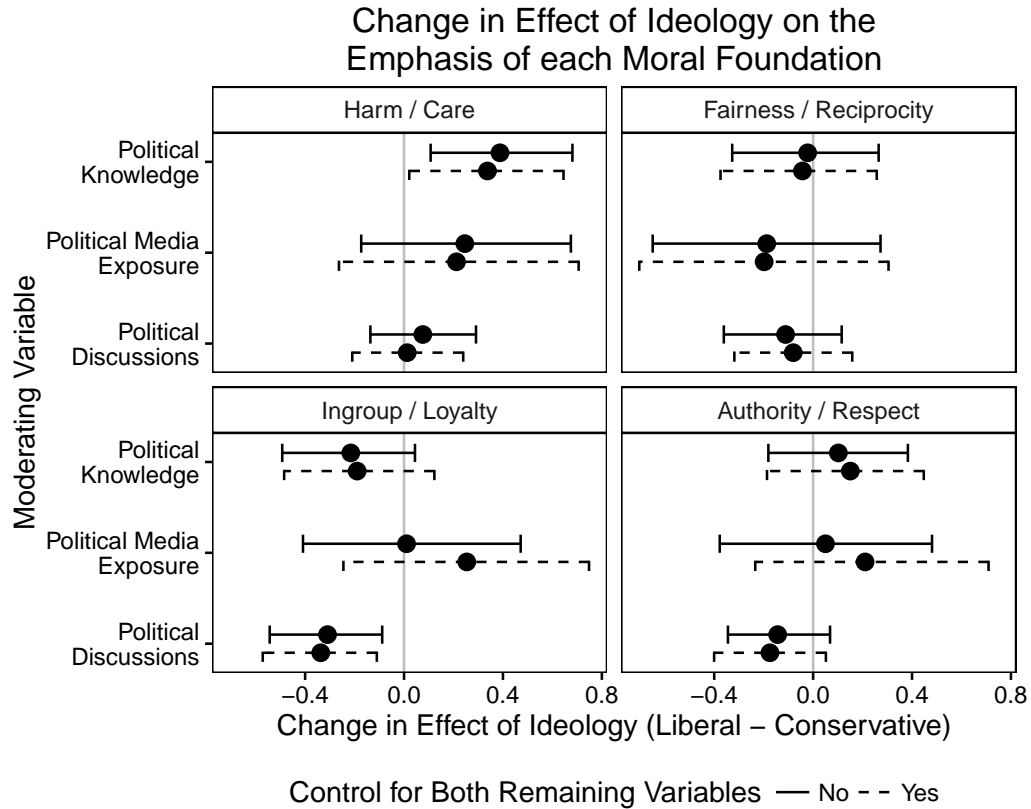 Change in Effect of Ideology on the
Emphasis of each Moral Foundation
Harm / Care
Fairness / Reciprocity
Political
Knowledge
Political Media
Exposure
Political
Discussions
Ingroup / Loyalty
Authority / Respect
Political
Knowledge
Political Media
Exposure
Political
Discussions
Moderating Variable
−0.4 0.0 0.4 0.8
−0.4 0.0 0.4 0.8
Change in Effect of Ideology (Liberal − Conservative)
Control for Both Remaining Variables No Yes